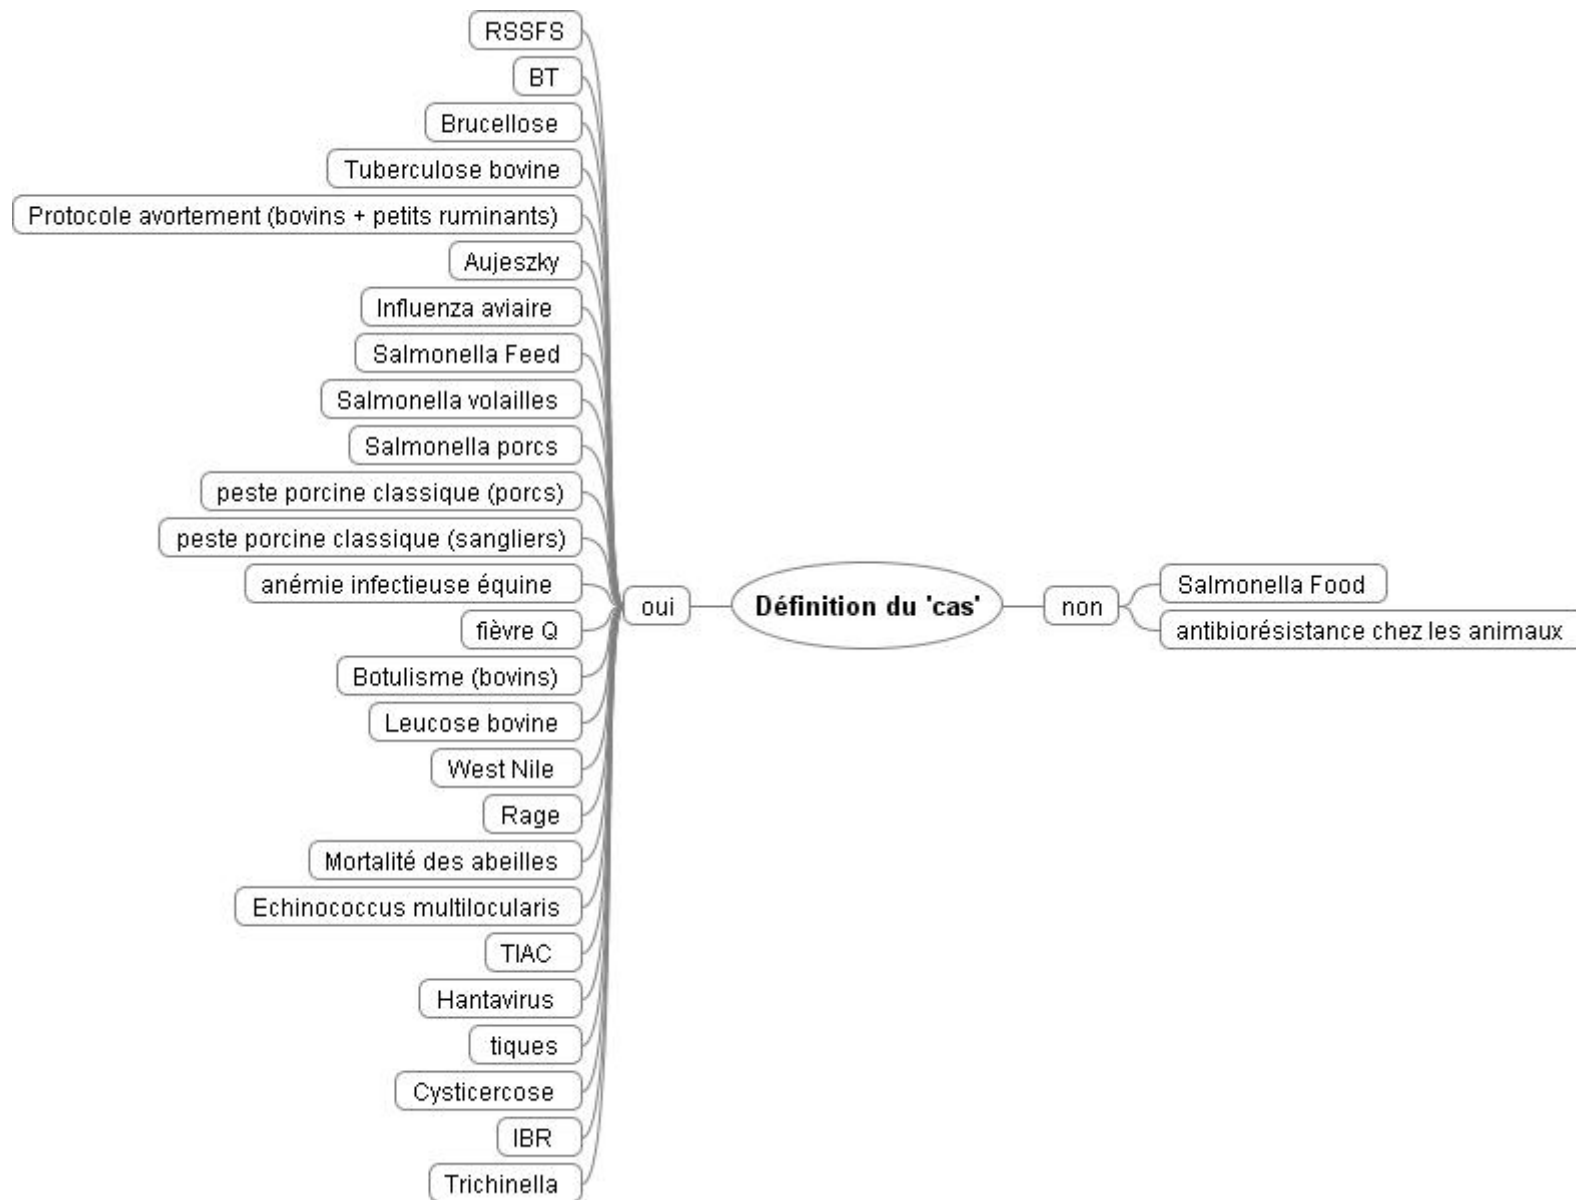 RSSFS
BT
Brucellose
Tuberculose bovine
Protocole avortement (bovins + petits ruminants)
Aujeszky
Influenza aviaire
Salmonella Feed
Salmonella volailles
Salmonella porcs
peste porcine classique (porcs)
peste porcine classique (sangliers)
anémie infectieuse équine
fièvre Q
Botulisme (bovins)
Leucose bovine
West Nile
Rage
Mortalité des abeilles
Echinococcus multilocularis
TIAC
Hantavirus
tiques
Cysticercose
IBR
Trichinella
oui
Définition du 'cas'
non
Salmonella Food
antibiorésistance chez les animaux